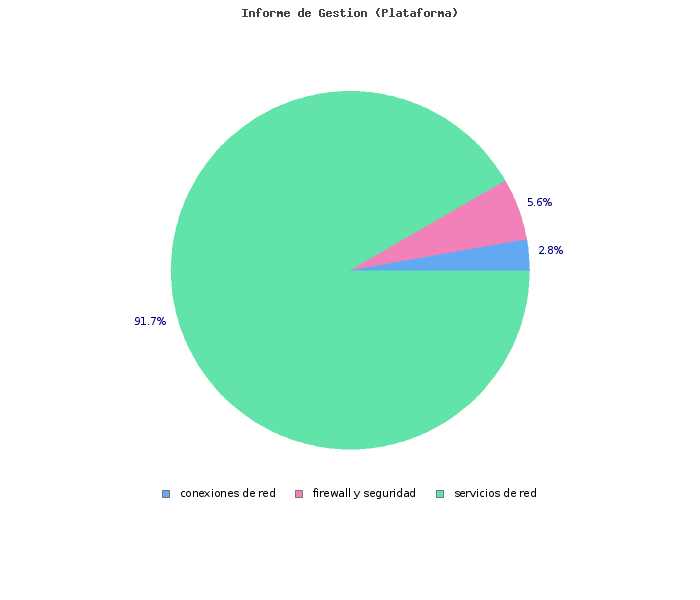 Informe de Gestion (Plataforma)
5.6%
2.8%
91.7%
conexiones de red
firewall y seguridad
servicios de red